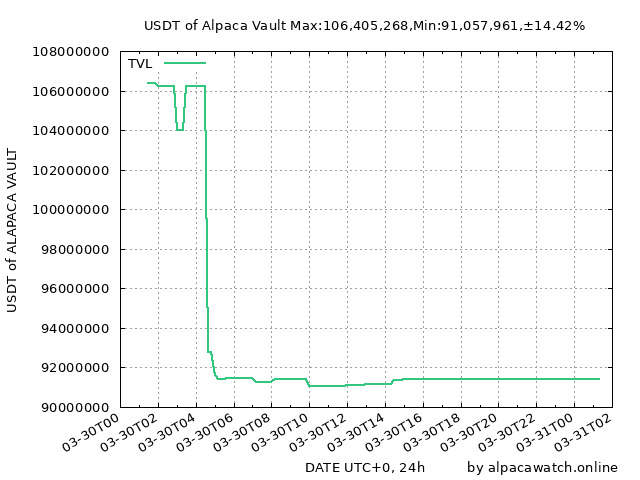 USDT of Alpaca Vault Max:106,405,268,Min:91,057,961,±14.42%
TVL
108000000
106000000
104000000
102000000
100000000
98000000
96000000
94000000
92000000
90000000
USDT of ALAPACA VAULT
03-30T00
03-30T02
03-30T04
03-30T06
03-30T08
03-30T10
03-30T12
03-30T14
03-30T16
03-30T18
03-30T20
03-30T22
03-31T00
03-31T02
DATE UTC+0, 24h
by alpacawatch.online